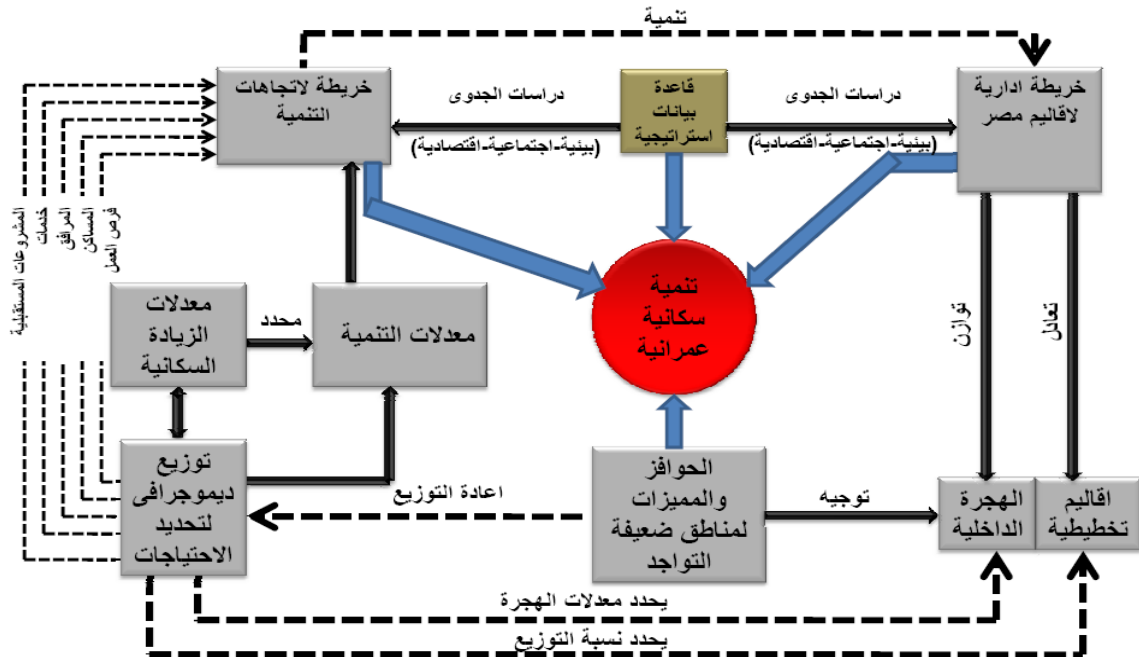 تنمية
خريطة لاتجاهات
التنمية
دراسات الجدوى
(بيئية-اجتماعية-اقتصادية)
قاعدة
بيانات
استراتيجية
دراسات الجدوى
(بيئية-اجتماعية-اقتصادية)
خريطة ادارية
لاقاليم مصر
المشروعات المستقبلية
خدمات
المرافق
المساكن
فرص العمل
معدلات
الزيادة
السكانية
محدد
معدلات التنمية
تنمية
سكانية
عمرانية
توازن
تعادل
توزيع
ديموجرافى
لتحديد
الاحتياجات
اعادة التوزيع
الحوافز
والمميزات
لمناطق ضعيفة
التواجد
توجيه
الهجرة
الداخلية
اقاليم
تخطيطية
يحدد معدلات الهجرة
يحدد نسبة التوزيع